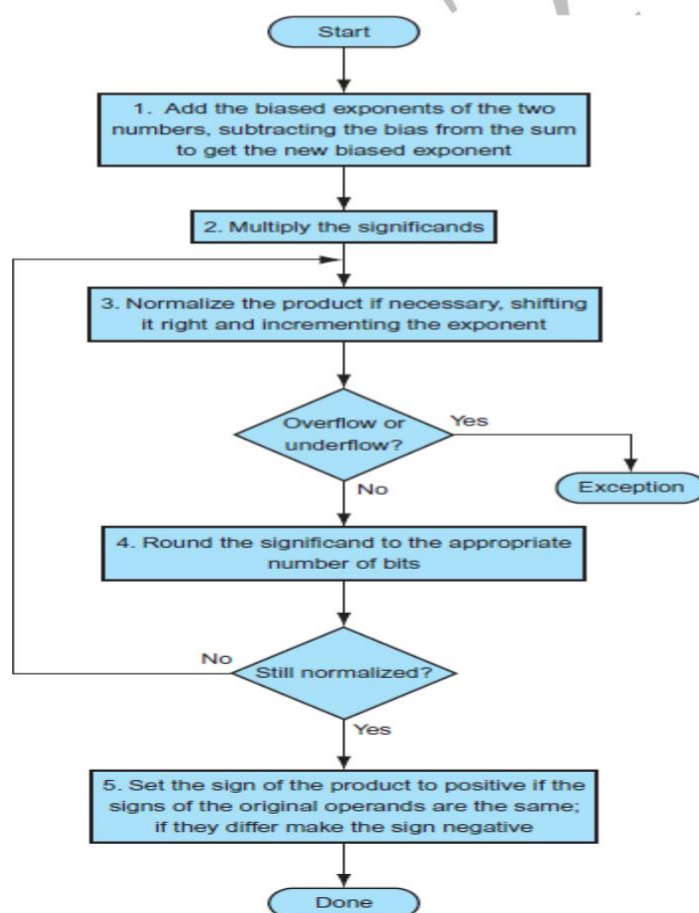 Start
1. Add the biased exponents of the two
numbers, subtracting the bias from the sum
to get the new biased exponent
2. Multiply the significands
3. Normalize the product if necessary, shifting
it right and incrementing the exponent
Overflow or
underflow?
Yes
No
Exception
4. Round the significand to the appropriate
number of bits
No
Still normalized?
Yes
5. Set the sign of the product to positive if the
signs of the original operands are the same;
if they differ make the sign negative
Done